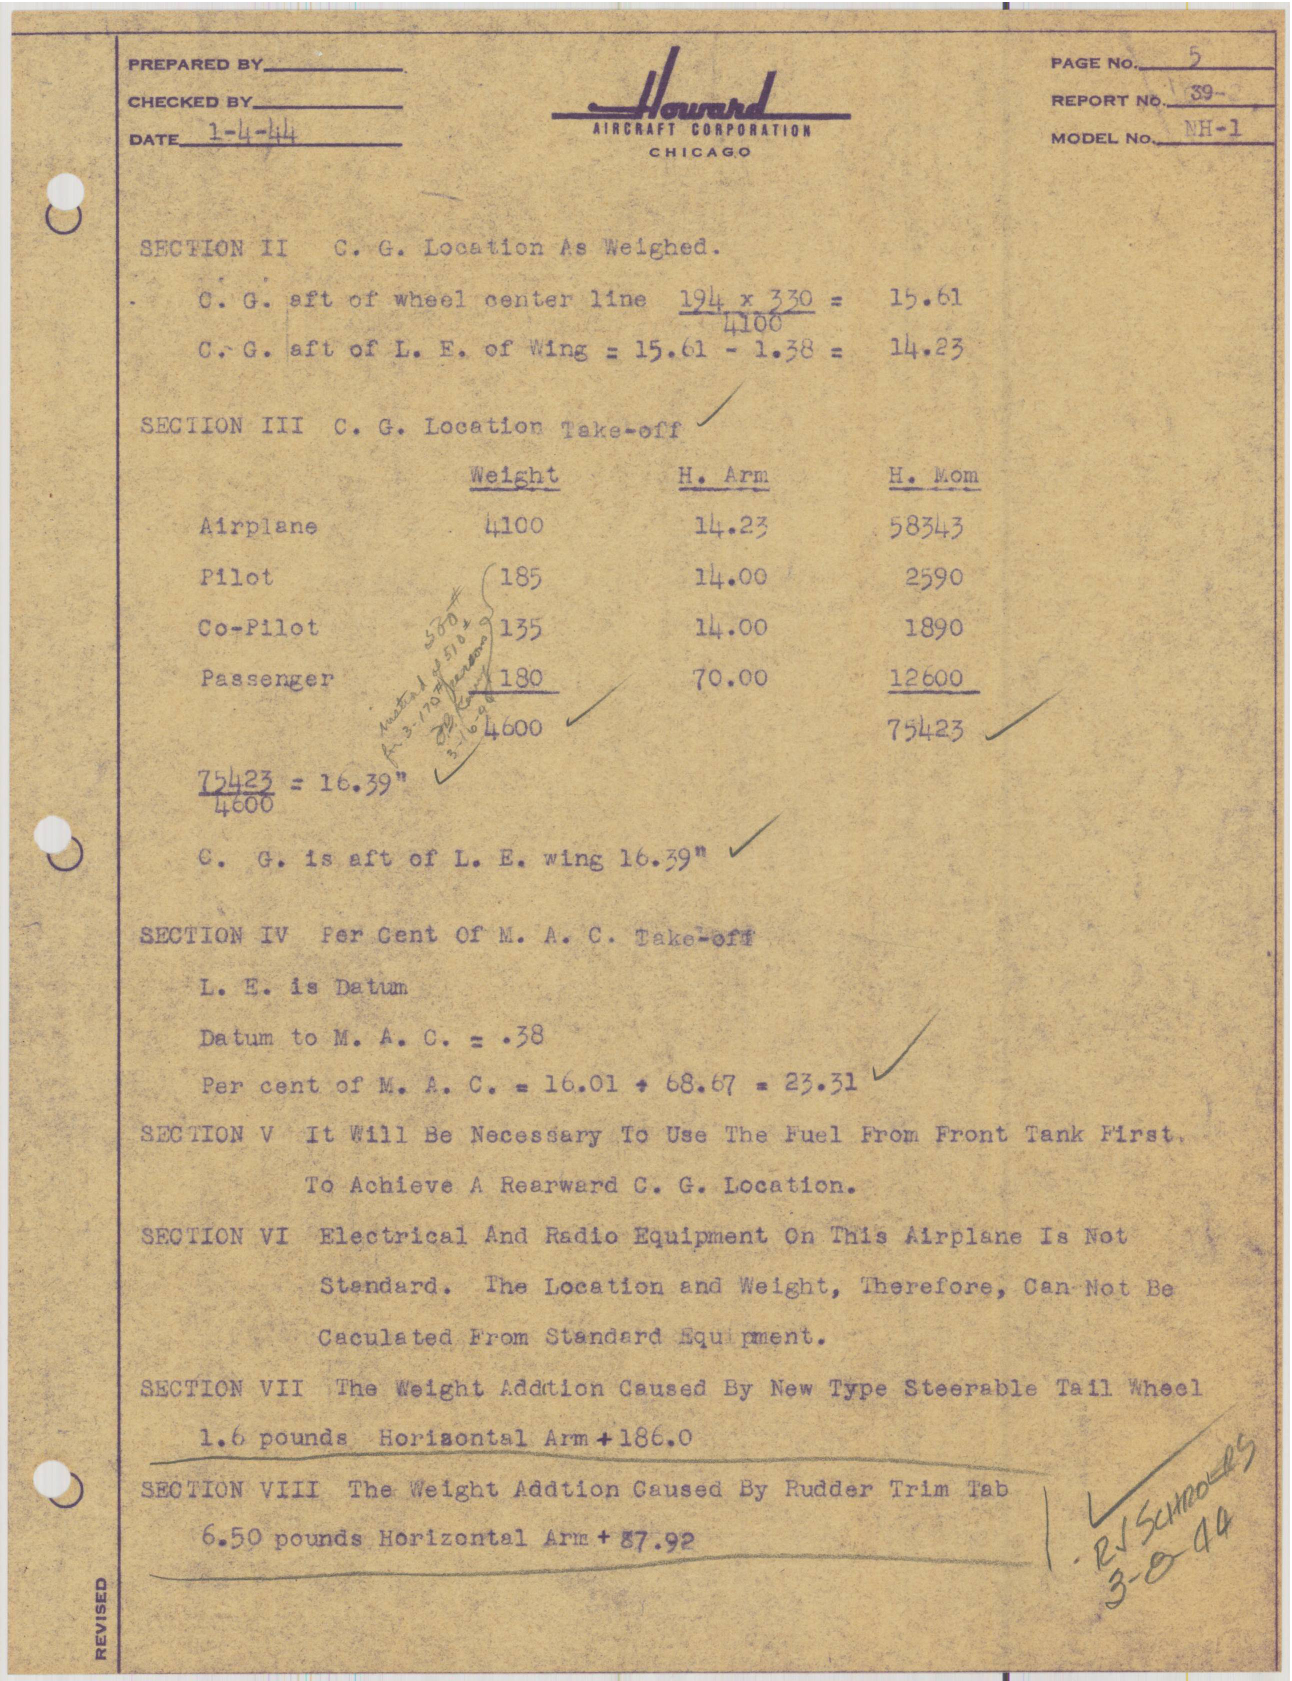 PREPARED BY
CHECKED BY
DATE 1-4-44
Howard
AIRCRAFT CORPORATION
CHICAGO
PAGE No. 5
REPORT No. 39-
MODEL No. NH-1
SECTION II C. G. Location As Weighed.
C. G. aft of wheel center line 194 x 330 = 15.61
4100
C. G. aft of L. E. of Wing = 15.61 - 1.38 = 14.23
SECTION III C. G. Location Take-off
Weight H. Arm H. Mom
Airplane 4100 14.23 58343
Pilot 185 14.00 2590
Co-Pilot 135 14.00 1890
Passenger 180 70.00 12600
4600 75423
500#
instead of 510#
for 3-170# persons
75423 = 16.39"
4600
C. G. is aft of L. E. wing 16.39"
SECTION IV Per Cent Of M. A. C. Take-off
L. E. is Datum
Datum to M. A. C. = .38
Per cent of M. A. C. = 16.01 ÷ 68.67 = 23.31
SECTION V It Will Be Necessary To Use The Fuel From Front Tank First.
To Achieve A Rearward C. G. Location.
SECTION VI Electrical And Radio Equipment On This Airplane Is Not
Standard. The Location and Weight, Therefore, Can Not Be
Caculated From Standard Equipment.
SECTION VII The Weight Addtion Caused By New Type Steerable Tail Wheel
1.6 pounds Horizontal Arm + 186.0
SECTION VIII The Weight Addtion Caused By Rudder Trim Tab
6.50 pounds Horizontal Arm + 87.92
RJ SCHROERS
3-8-44
REVISED